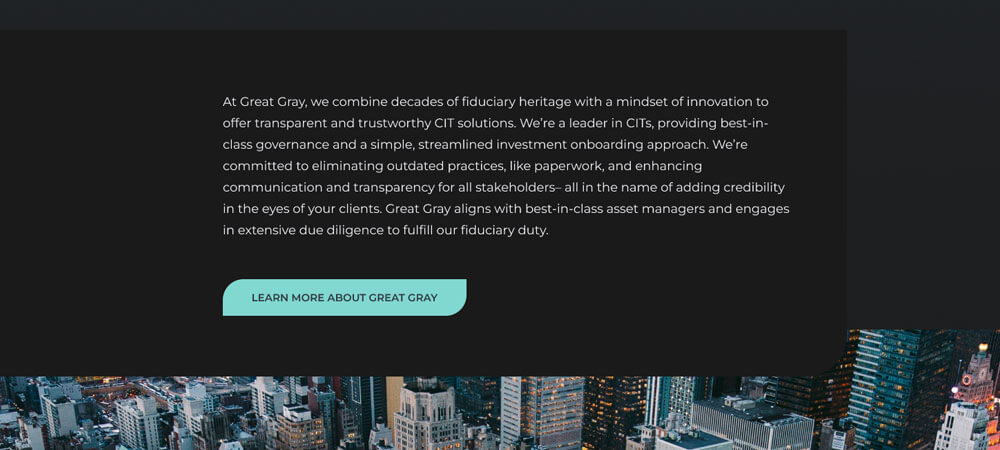 At Great Gray, we combine decades of fiduciary heritage with a mindset of innovation to
offer transparent and trustworthy CIT solutions. We’re a leader in CITs, providing best-in-
class governance and a simple, streamlined investment onboarding approach. We’re
committed to eliminating outdated practices, like paperwork, and enhancing
communication and transparency for all stakeholders– all in the name of adding credibility
in the eyes of your clients. Great Gray aligns with best-in-class asset managers and engages
in extensive due diligence to fulfill our fiduciary duty.
LEARN MORE ABOUT GREAT GRAY